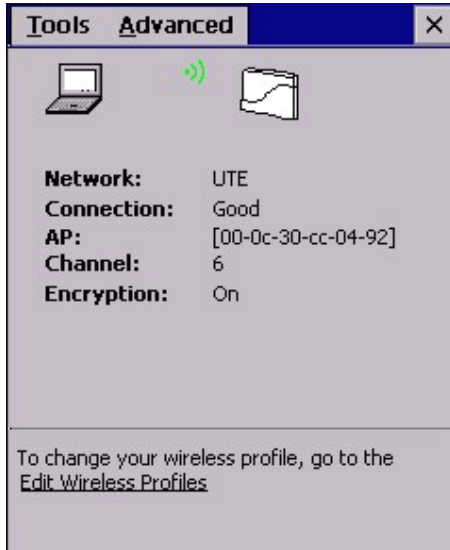 Tools Advanced
Network: UTE
Connection: Good
AP: [00-0c-30-cc-04-92]
Channel: 6
Encryption: On
To change your wireless profile, go to the
Edit Wireless Profiles